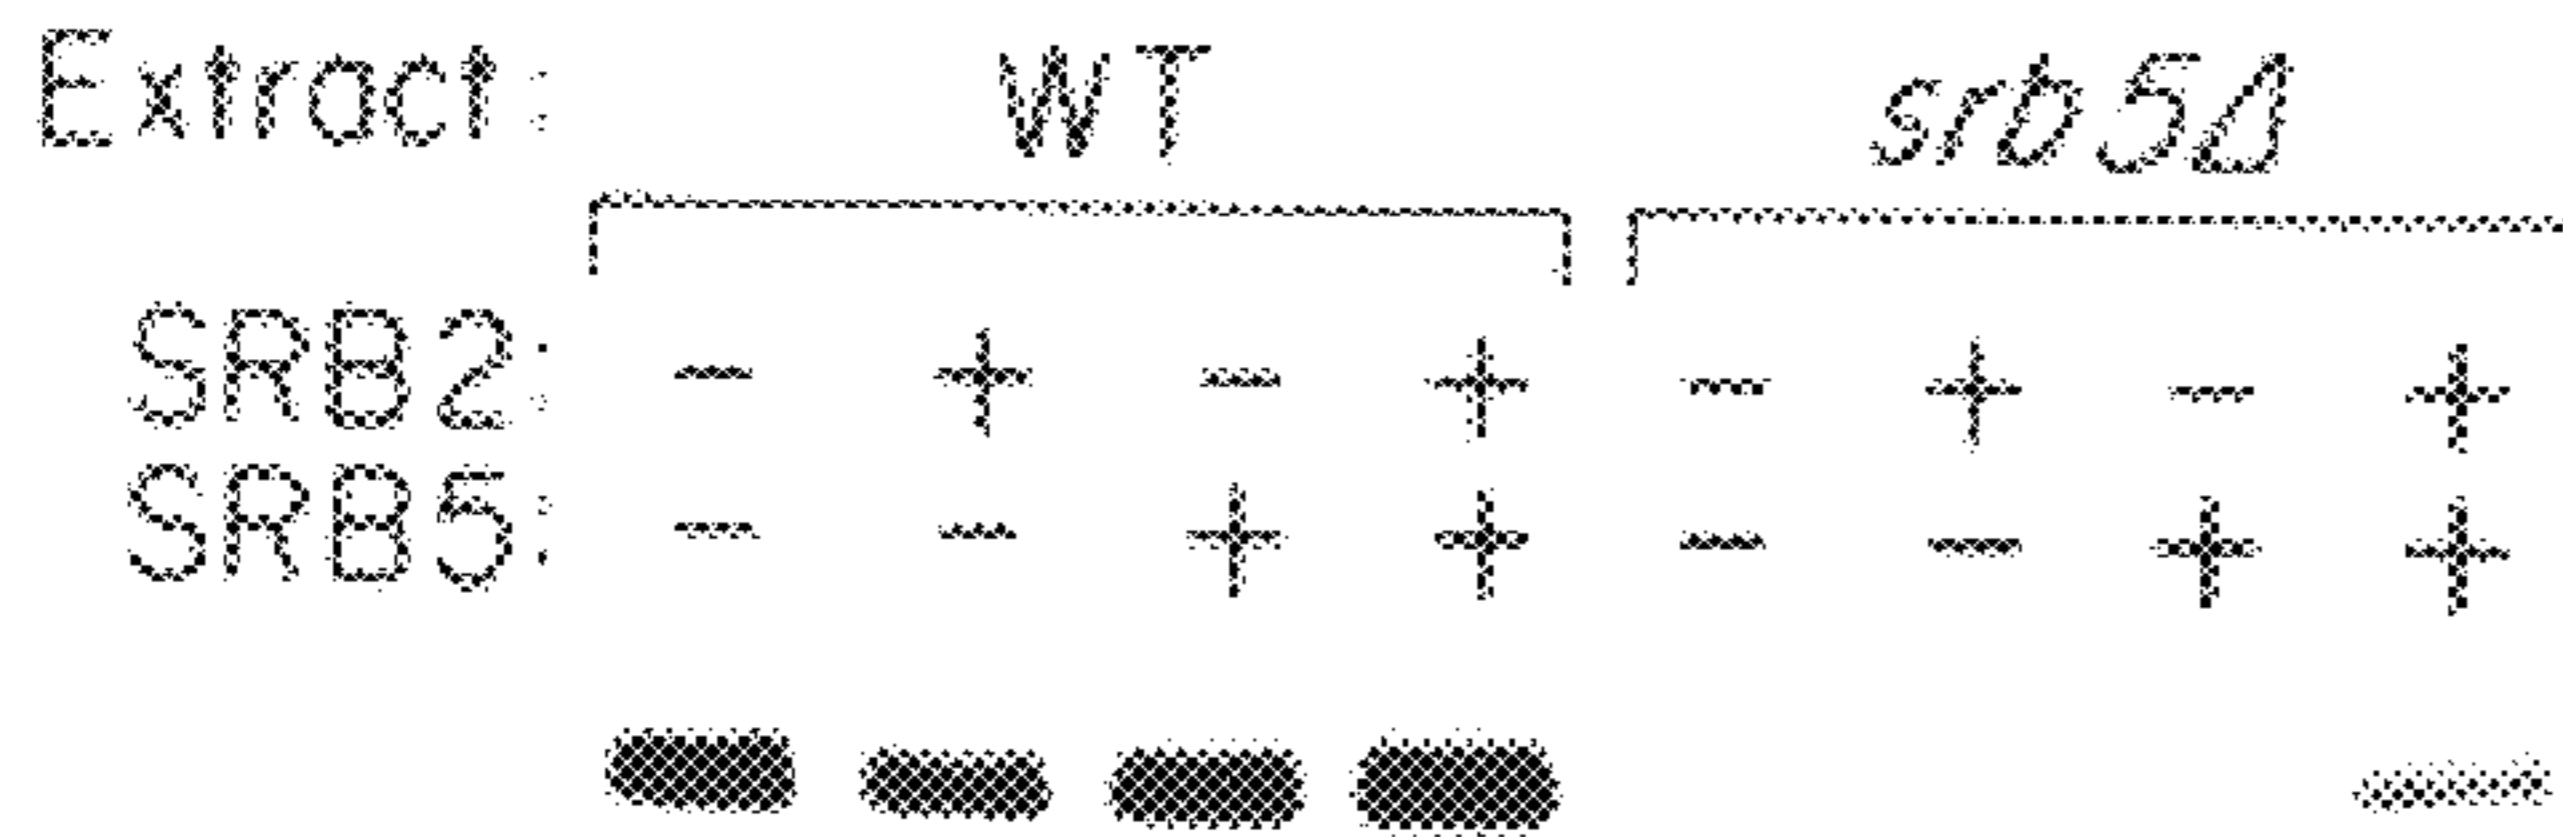 Extract: WT srb5Δ
SRB2: − + − + − + − +
SRB5: − − + + − − + +